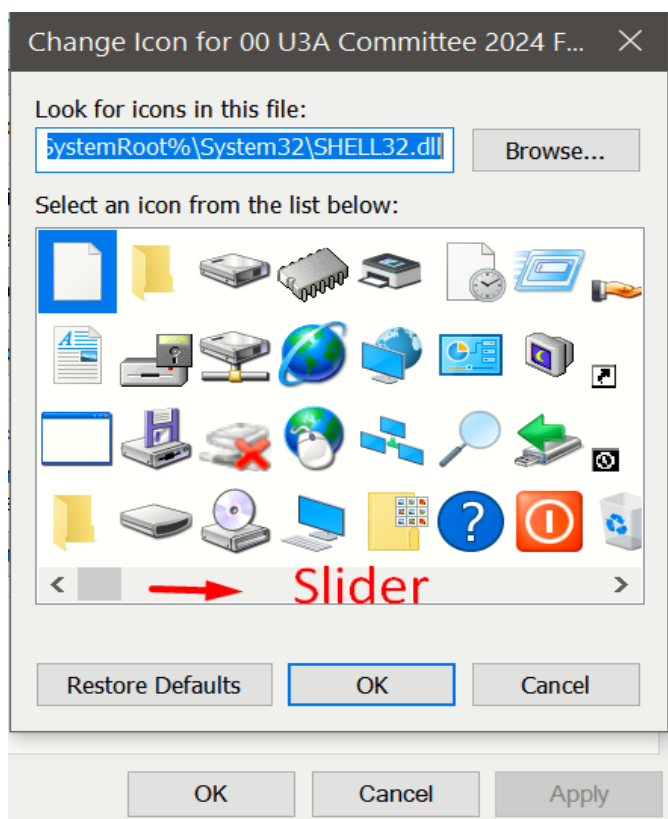 Change Icon for 00 U3A Committee 2024 F...
Look for icons in this file:
SystemRoot%\System32\SHELL32.dll
Browse...
Select an icon from the list below:
Slider
Restore Defaults
OK
Cancel
OK
Cancel
Apply